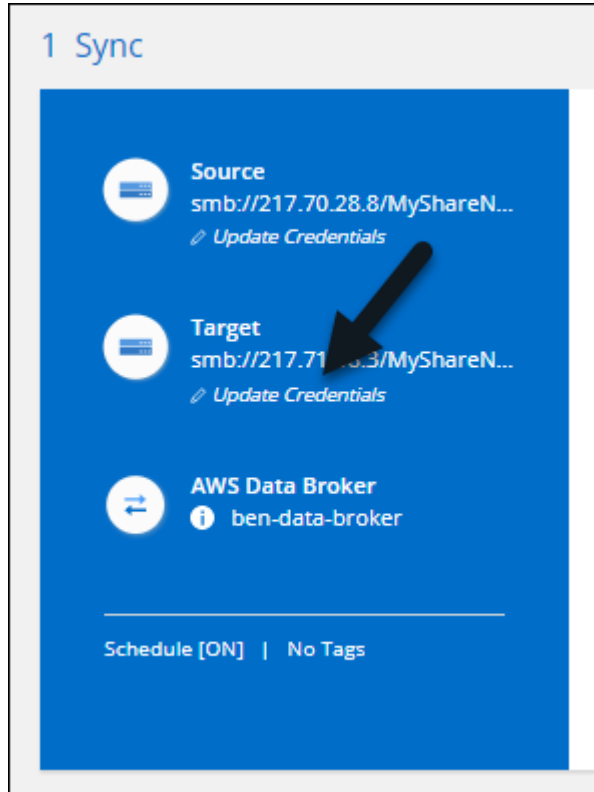 1 Sync
Source
smb://217.70.28.8/MyShareN...
Update Credentials
Target
smb://217.71 .3/MyShareN...
Update Credentials
AWS Data Broker
ben-data-broker
Schedule [ON] | No Tags